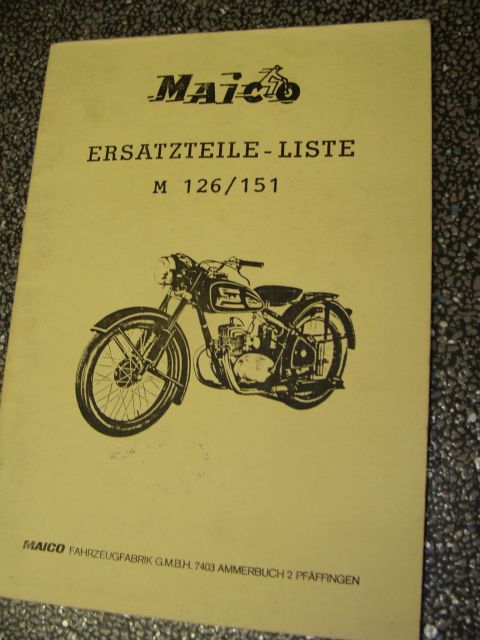 MAICO
ERSATZTEILE-LISTE
M 126/151
MAICO FAHRZEUGFABRIK G.M.B.H. 7403 AMMERBUCH 2 PFÄFFINGEN